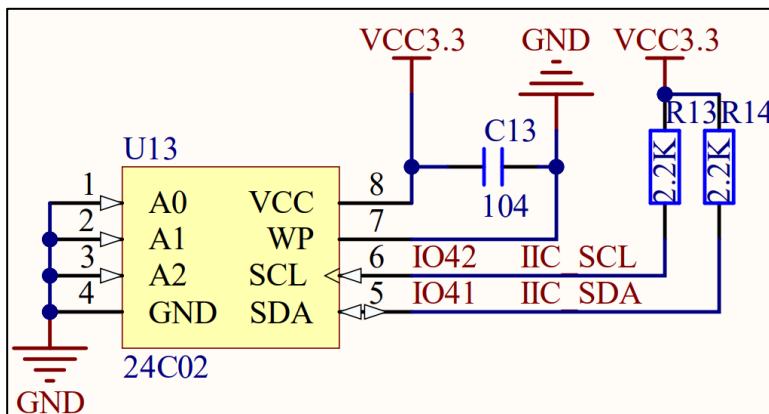 VCC3.3 GND VCC3.3
R13 R14
U13 C13
2.2K 2.2K
104
1 A0 VCC 8
2 A1 WP 7
3 A2 SCL 6 IO42 IIC_SCL
4 GND SDA 5 IO41 IIC_SDA
24C02
GND